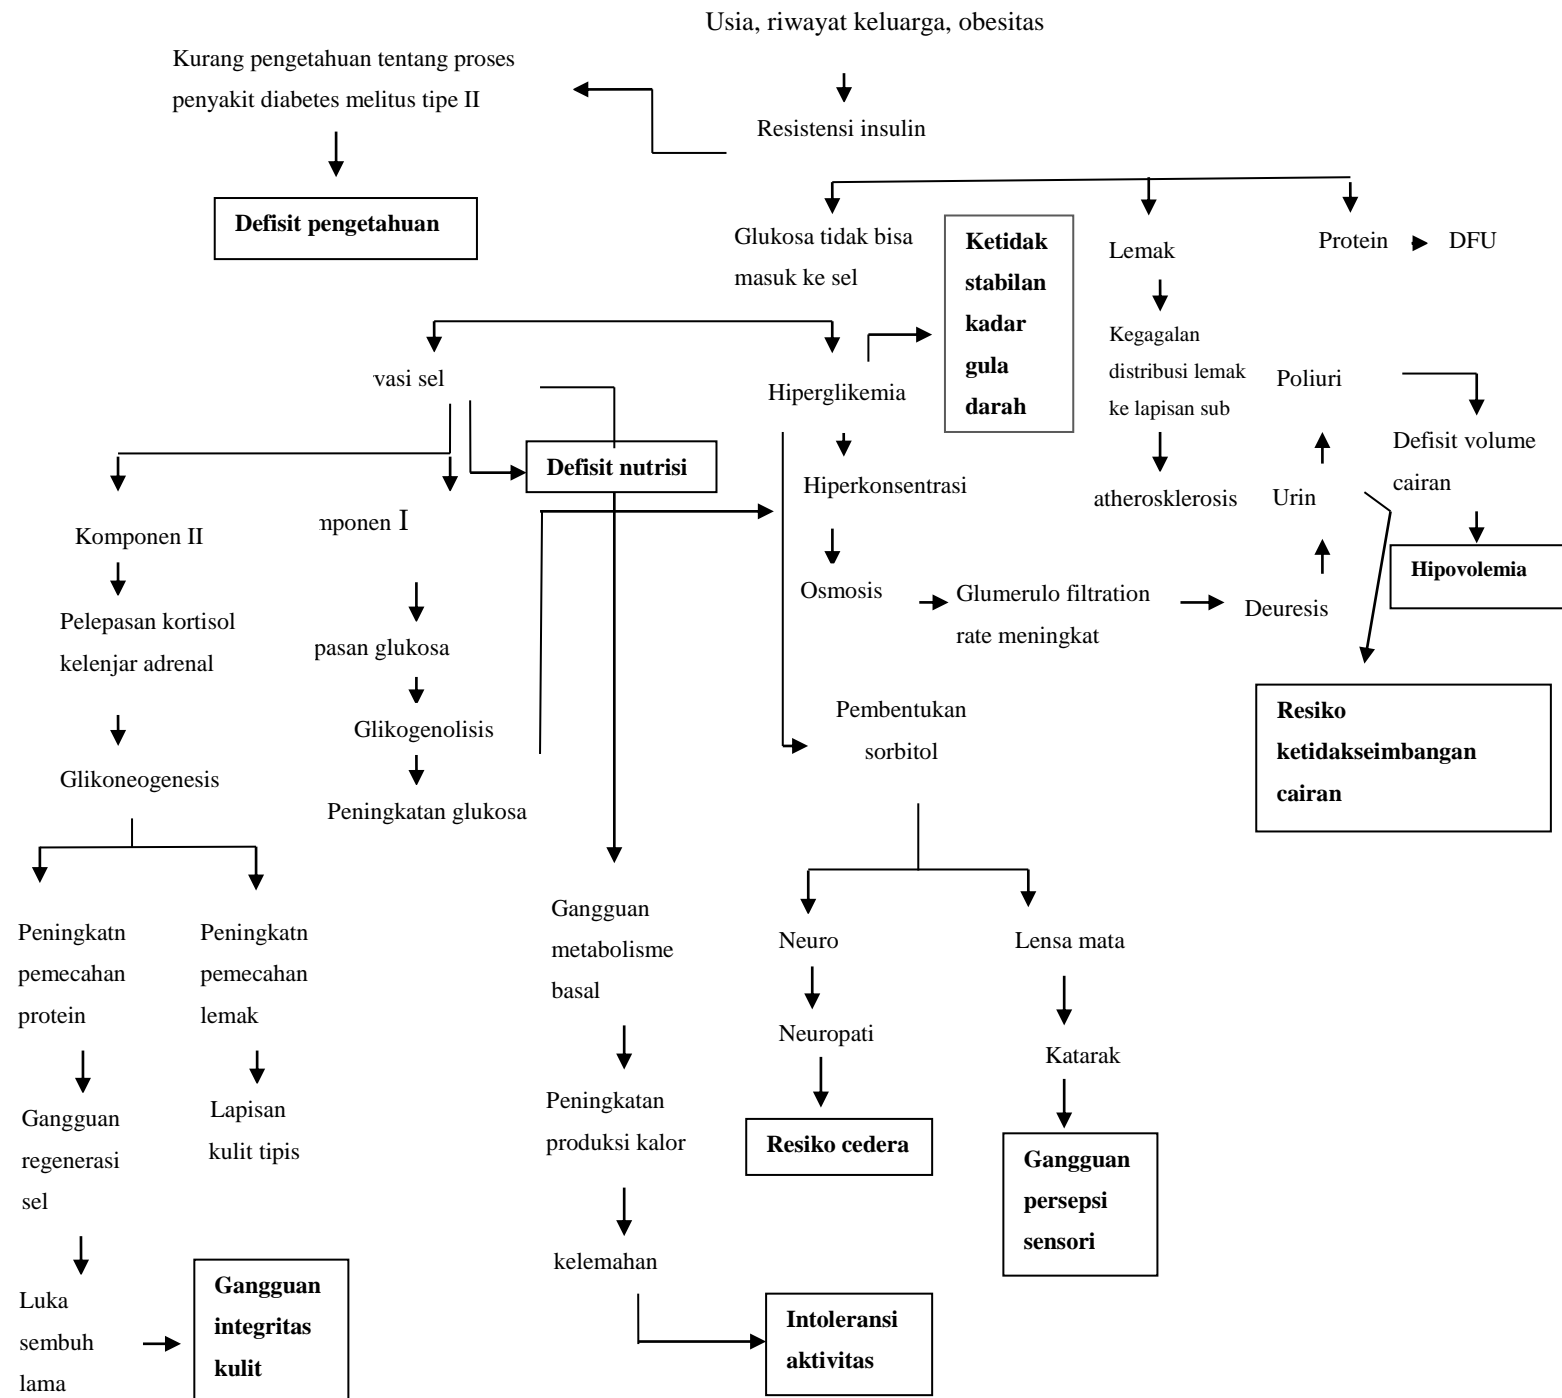 Usia, riwayat keluarga, obesitas
Kurang pengetahuan tentang proses
penyakit diabetes melitus tipe II
Resistensi insulin
Defisit pengetahuan
Glukosa tidak bisa
masuk ke sel
Ketidak
stabilan
kadar
gula
darah
Lemak
Protein
DFU
Kegagalan
distribusi lemak
ke lapisan sub
vasi sel
Hiperglikemia
Poliuri
Defisit volume
cairan
Defisit nutrisi
Hiperkonsentrasi
atherosklerosis
Urin
Komponen II
mponen I
Hipovolemia
Osmosis
Glumerulo filtration
rate meningkat
Deuresis
Pelepasan kortisol
kelenjar adrenal
pasan glukosa
Resiko
ketidakseimbangan
cairan
Pembentukan
sorbitol
Glikogenolisis
Glikoneogenesis
Peningkatan glukosa
Peningkatn
pemecahan
protein
Peningkatn
pemecahan
lemak
Gangguan
metabolisme
basal
Neuro
Lensa mata
Neuropati
Katarak
Gangguan
regenerasi
sel
Lapisan
kulit tipis
Peningkatan
produksi kalor
Resiko cedera
Gangguan
persepsi
sensori
kelemahan
Luka
sembuh
lama
Gangguan
integritas
kulit
Intoleransi
aktivitas